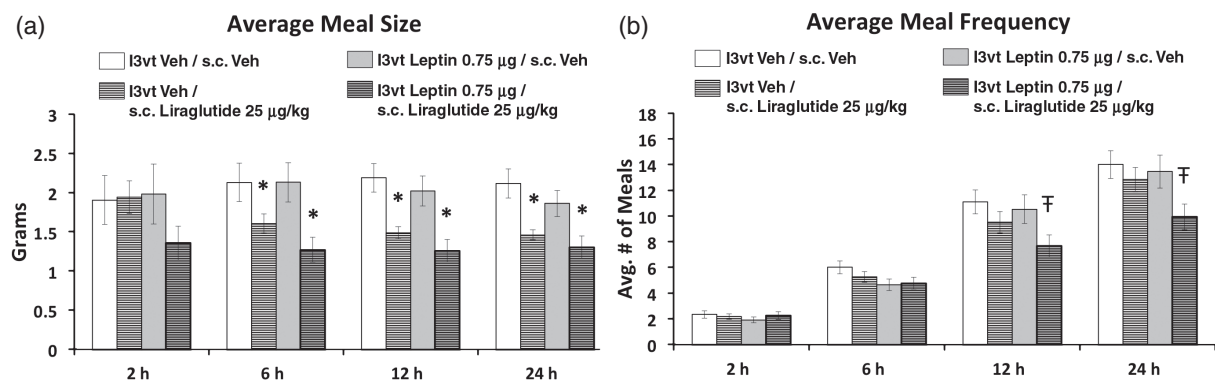 (a)
Average Meal Size
I3vt Veh / s.c. Veh
I3vt Leptin 0.75 μg / s.c. Veh
I3vt Veh /
s.c. Liraglutide 25 μg/kg
I3vt Leptin 0.75 μg /
s.c. Liraglutide 25 μg/kg
Grams
3
2.5
2
1.5
1
0.5
0
*
*
*
*
*
*
2 h
6 h
12 h
24 h
(b)
Average Meal Frequency
I3vt Veh / s.c. Veh
I3vt Leptin 0.75 μg / s.c. Veh
I3vt Veh /
s.c. Liraglutide 25 μg/kg
I3vt Leptin 0.75 μg /
s.c. Liraglutide 25 μg/kg
Avg. # of Meals
18
16
14
12
10
8
6
4
2
0
Ŧ
Ŧ
2 h
6 h
12 h
24 h